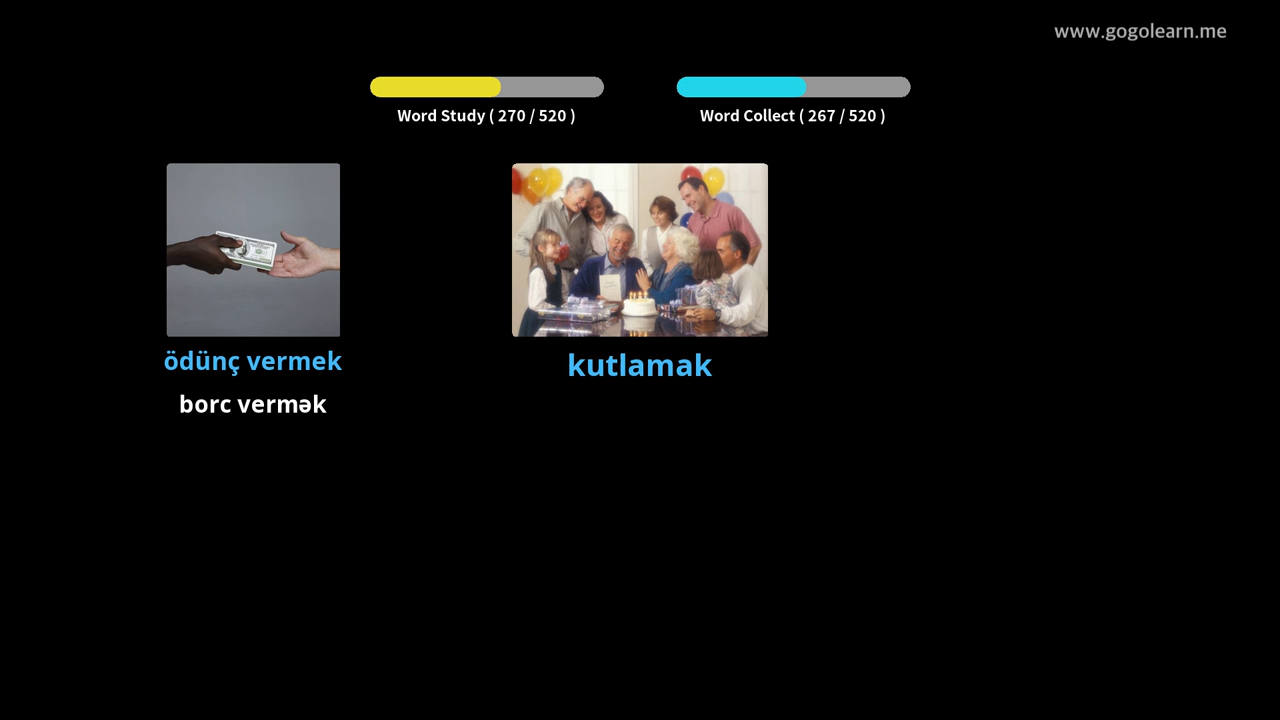 www.gogolearn.me
Word Study ( 270 / 520 )
Word Collect ( 267 / 520 )
ödünç vermek
borc vermək
kutlamak